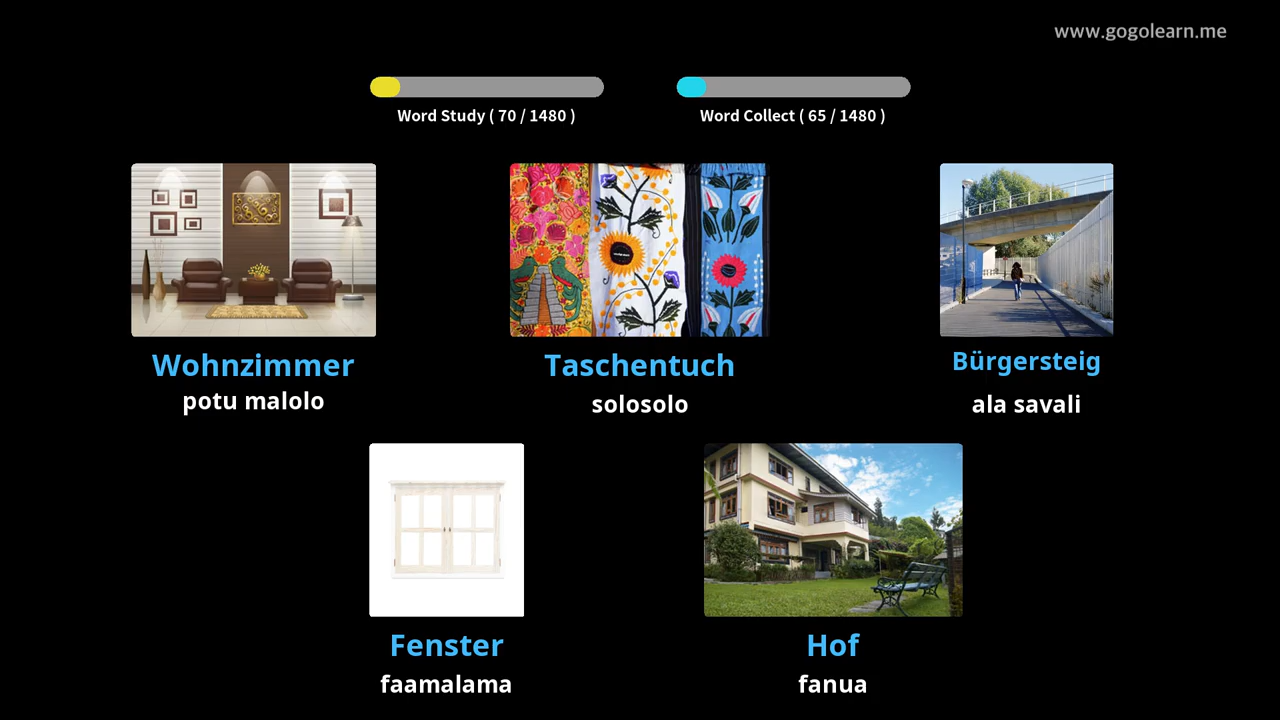 www.gogolearn.me
Word Study ( 70 / 1480 )
Word Collect ( 65 / 1480 )
Wohnzimmer
potu malolo
Taschentuch
solosolo
Bürgersteig
ala savali
Fenster
faamalama
Hof
fanua